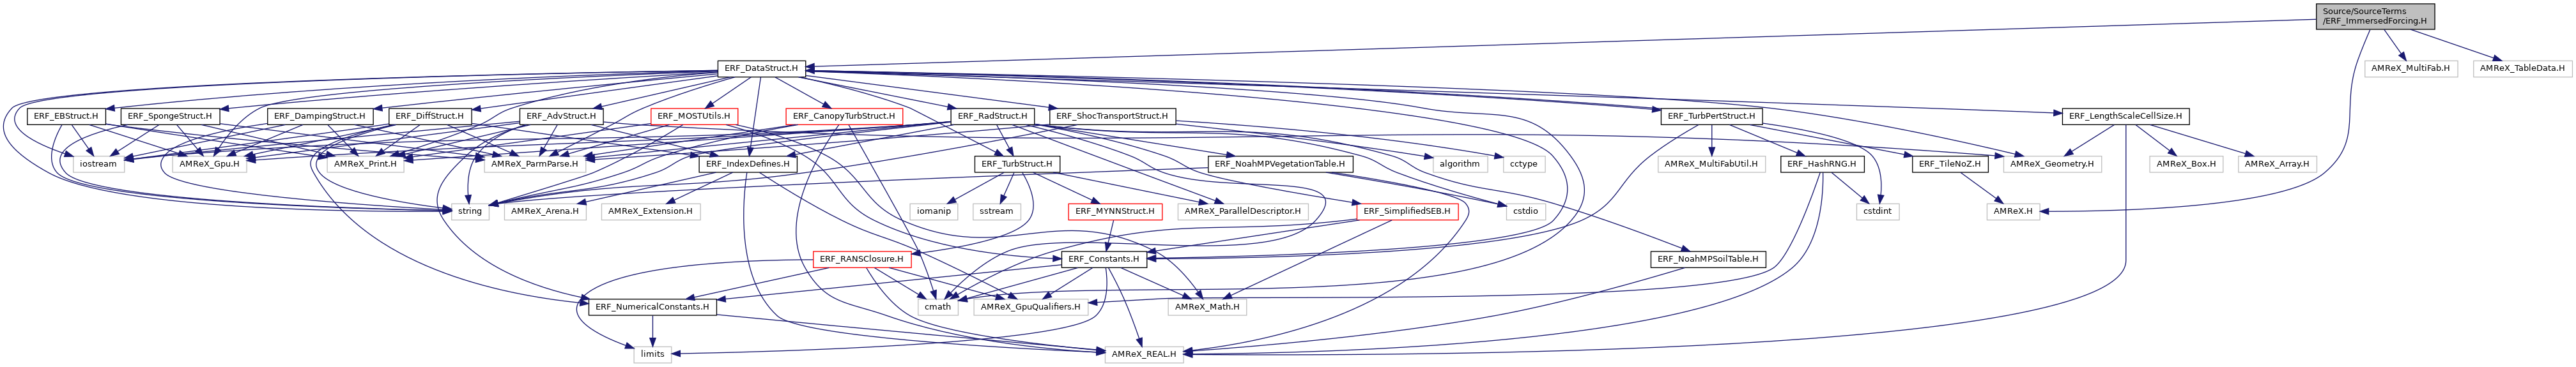 Source/SourceTerms
/ERF_ImmersedForcing.H
ERF_DataStruct.H
AMReX_MultiFab.H
AMReX_TableData.H
ERF_EBStruct.H
ERF_SpongeStruct.H
ERF_DampingStruct.H
ERF_DiffStruct.H
ERF_AdvStruct.H
ERF_MOSTUtils.H
ERF_CanopyTurbStruct.H
ERF_RadStruct.H
ERF_ShocTransportStruct.H
ERF_TurbPertStruct.H
ERF_LengthScaleCellSize.H
iostream
AMReX_Gpu.H
AMReX_Print.H
AMReX_ParmParse.H
ERF_IndexDefines.H
ERF_TurbStruct.H
ERF_NoahMPVegetationTable.H
algorithm
cctype
AMReX_MultiFabUtil.H
ERF_HashRNG.H
ERF_TileNoZ.H
AMReX_Geometry.H
AMReX_Box.H
AMReX_Array.H
string
AMReX_Arena.H
AMReX_Extension.H
iomanip
sstream
ERF_MYNNStruct.H
AMReX_ParallelDescriptor.H
ERF_SimplifiedSEB.H
cstdio
cstdint
AMReX.H
ERF_RANSClosure.H
ERF_Constants.H
ERF_NoahMPSoilTable.H
ERF_NumericalConstants.H
cmath
AMReX_GpuQualifiers.H
AMReX_Math.H
limits
AMReX_REAL.H